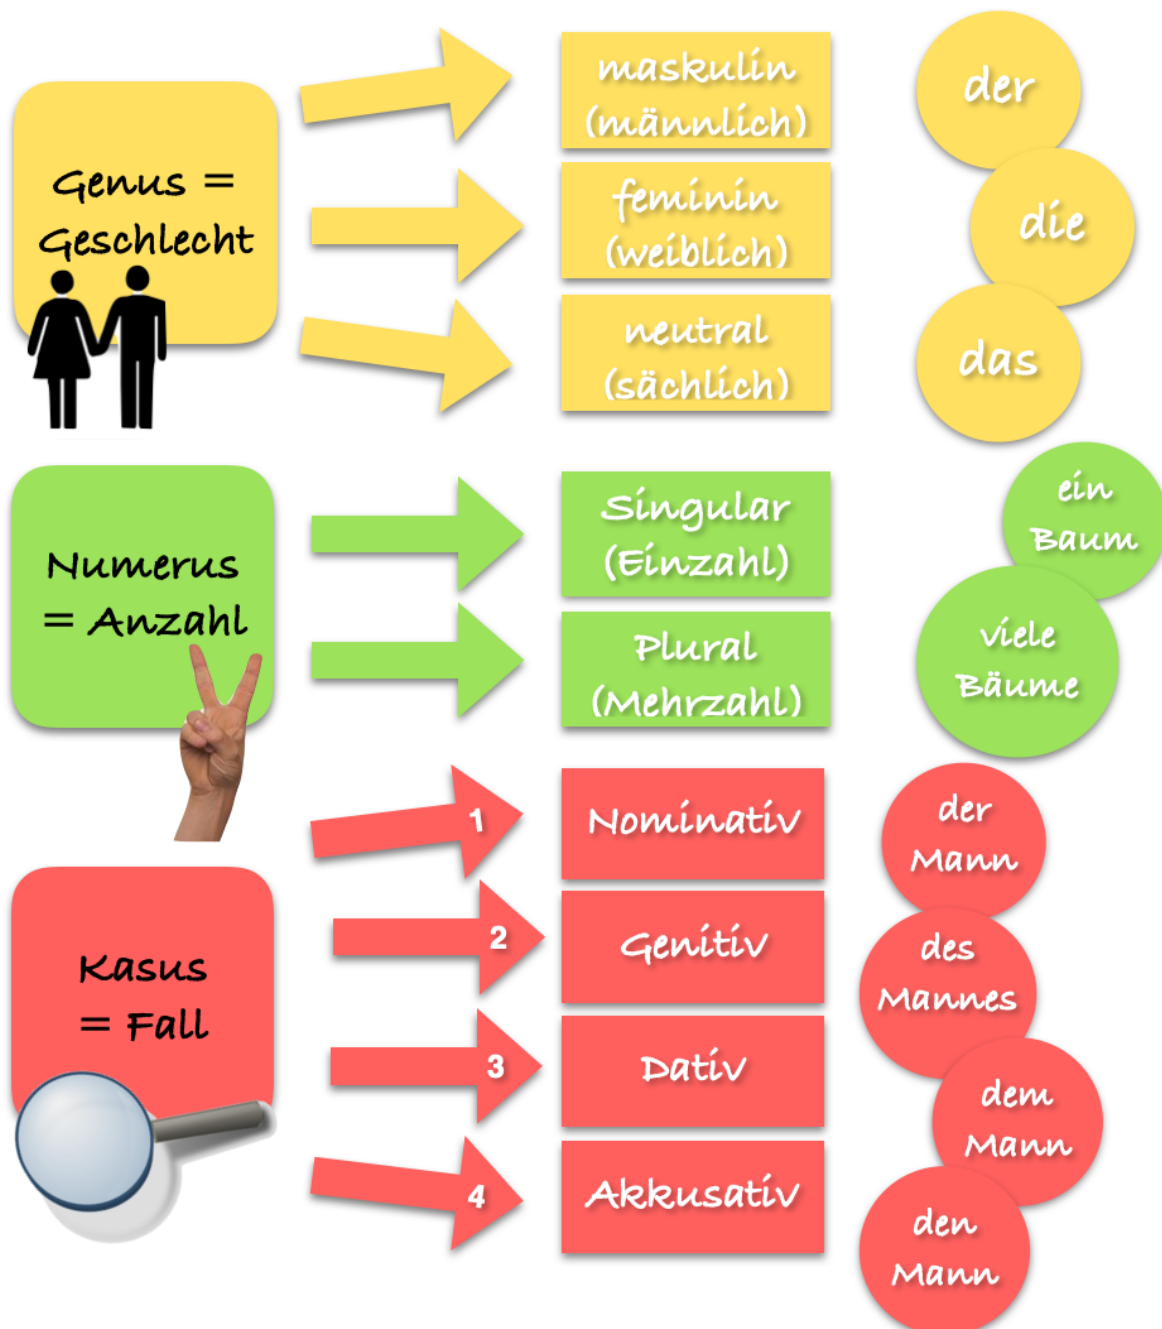 Genus =
Geschlecht
maskulin
(männlich)
der
feminin
(weiblich)
die
neutral
(sächlich)
das
Numerus
= Anzahl
Singular
(Einzahl)
ein
Baum
Plural
(Mehrzahl)
viele
Bäume
Kasus
= Fall
1
Nominativ
der
Mann
2
Genitiv
des
Mannes
3
Dativ
dem
Mann
4
Akkusativ
den
Mann